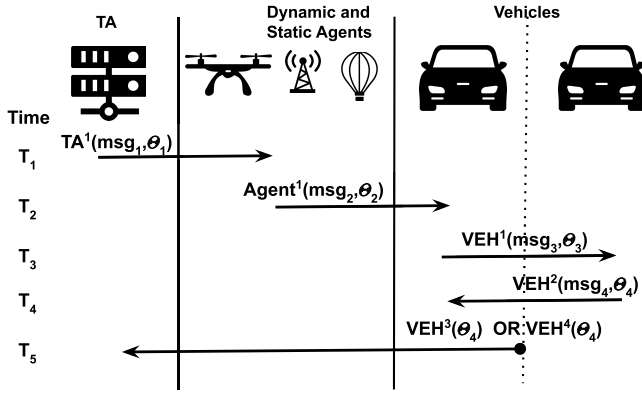 TA
Dynamic and
Static Agents
Vehicles
Time
T₁
TA¹(msg₁,Θ₁)
T₂
Agent¹(msg₂,Θ₂)
T₃
VEH¹(msg₃,Θ₃)
T₄
VEH²(msg₄,Θ₄)
T₅
VEH³(Θ₄) OR VEH⁴(Θ₄)